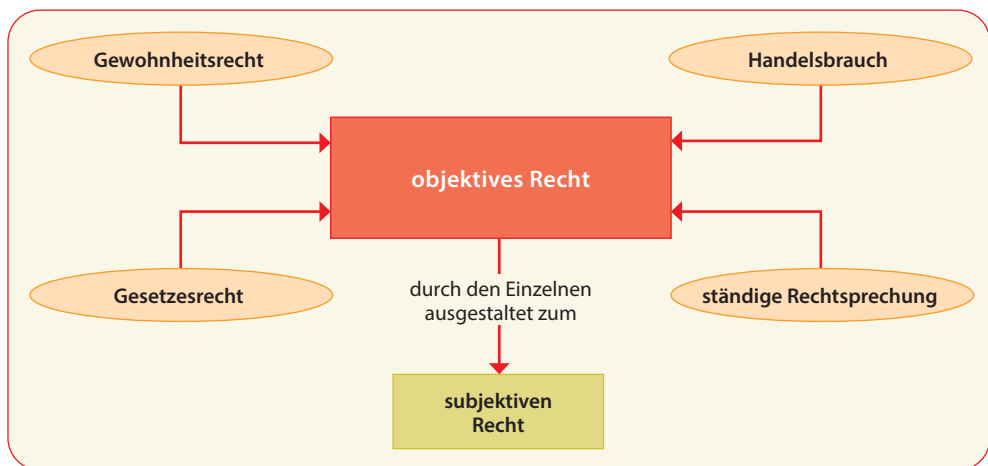 Gewohnheitsrecht
Handelsbrauch
objektives Recht
Gesetzesrecht
ständige Rechtsprechung
durch den Einzelnen
ausgestaltet zum
subjektiven
Recht